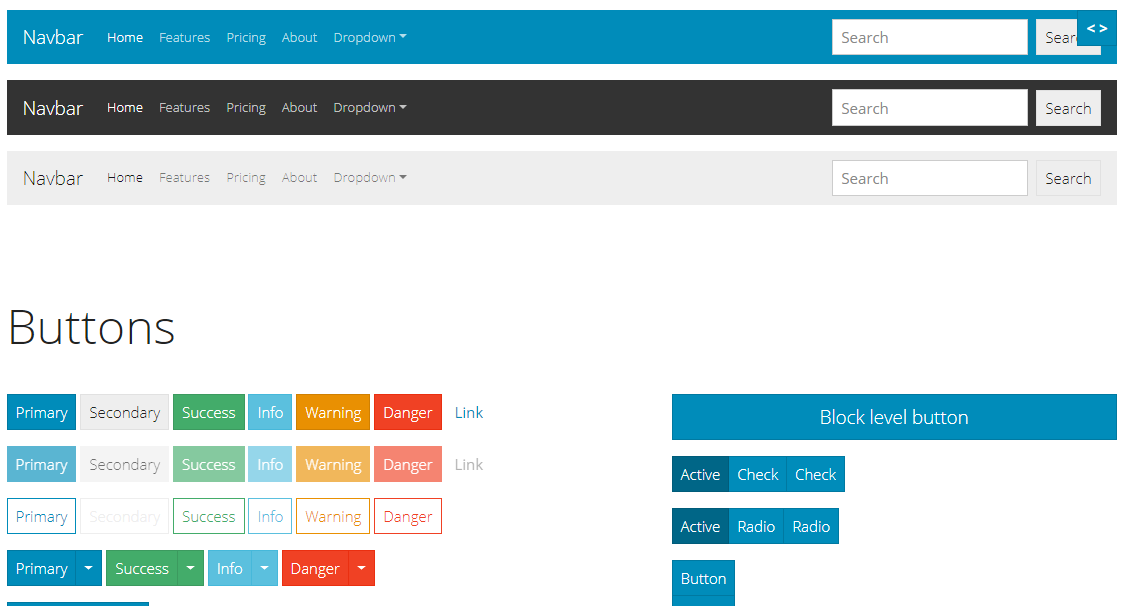 Navbar Home Features Pricing About Dropdown Search Sear < >
Navbar Home Features Pricing About Dropdown Search Search
Navbar Home Features Pricing About Dropdown Search Search
Buttons
Primary Secondary Success Info Warning Danger Link
Primary Secondary Success Info Warning Danger Link
Primary Secondary Success Info Warning Danger
Primary Success Info Danger
Block level button
Active Check Check
Active Radio Radio
Button